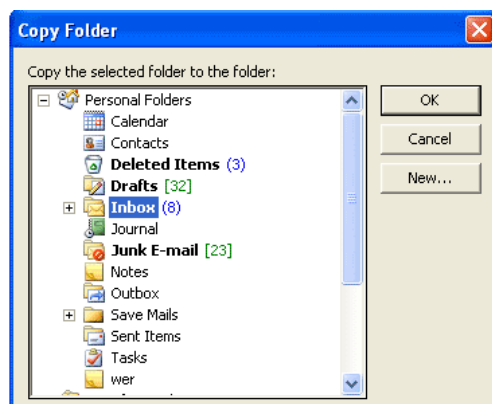 Copy Folder
Copy the selected folder to the folder:
Personal Folders
Calendar
Contacts
Deleted Items (3)
Drafts [32]
Inbox (8)
Journal
Junk E-mail [23]
Notes
Outbox
Save Mails
Sent Items
Tasks
wer
OK
Cancel
New...